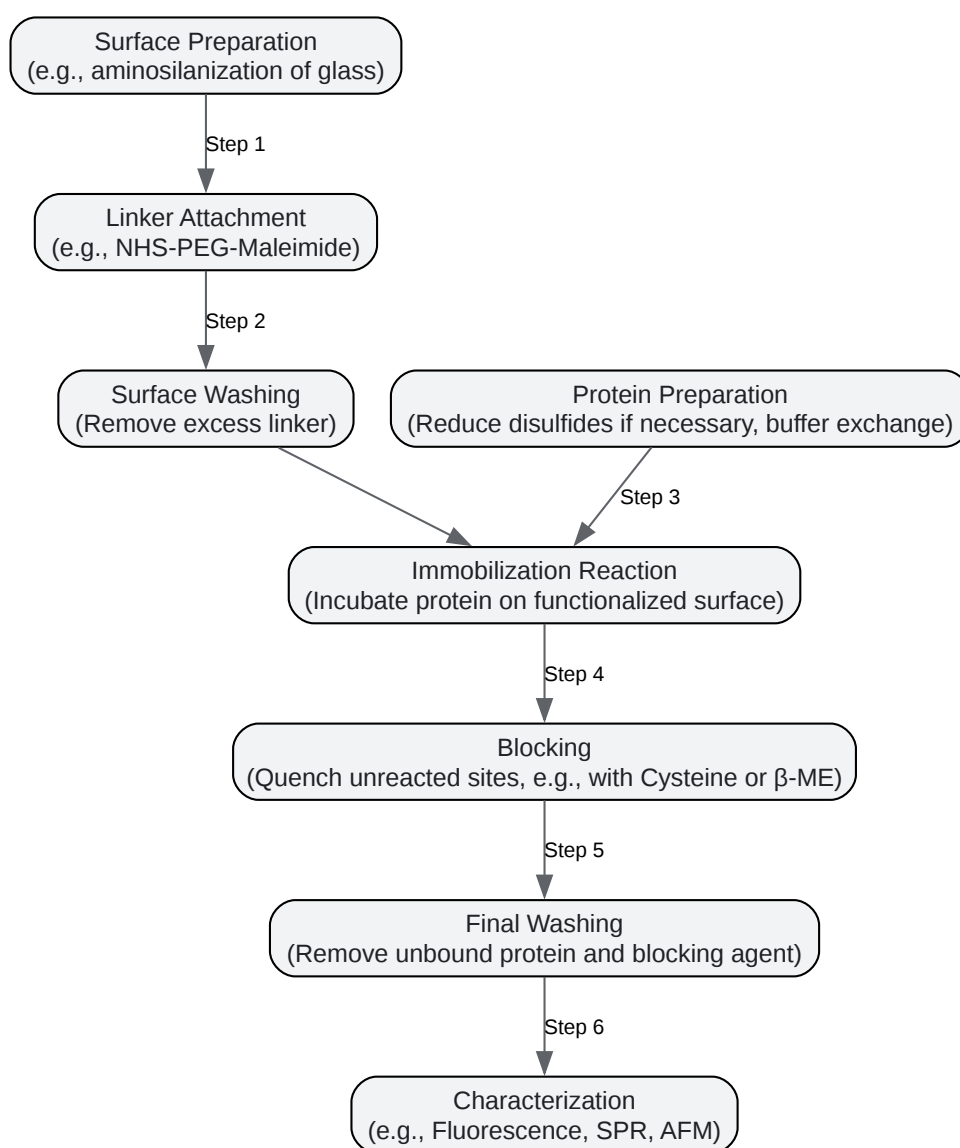 Surface Preparation
(e.g., aminosilanization of glass)
Step 1
Linker Attachment
(e.g., NHS-PEG-Maleimide)
Step 2
Surface Washing
(Remove excess linker)
Protein Preparation
(Reduce disulfides if necessary, buffer exchange)
Step 3
Immobilization Reaction
(Incubate protein on functionalized surface)
Step 4
Blocking
(Quench unreacted sites, e.g., with Cysteine or β-ME)
Step 5
Final Washing
(Remove unbound protein and blocking agent)
Step 6
Characterization
(e.g., Fluorescence, SPR, AFM)